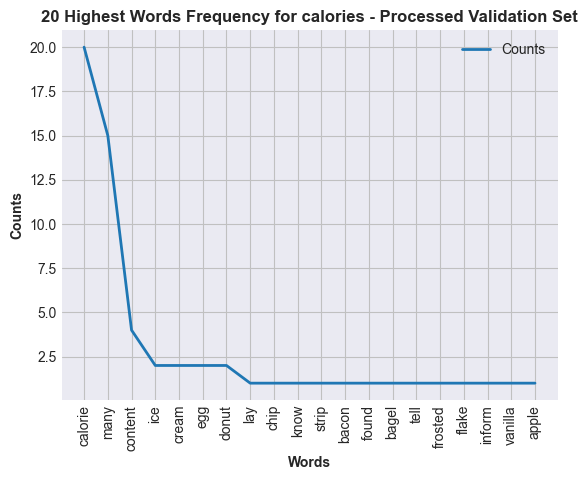 20 Highest Words Frequency for calories - Processed Validation Set
Counts
20.0
17.5
15.0
12.5
10.0
7.5
5.0
2.5
Counts
calorie
many
content
ice
cream
egg
donut
lay
chip
know
strip
bacon
found
bagel
tell
frosted
flake
inform
vanilla
apple
Words